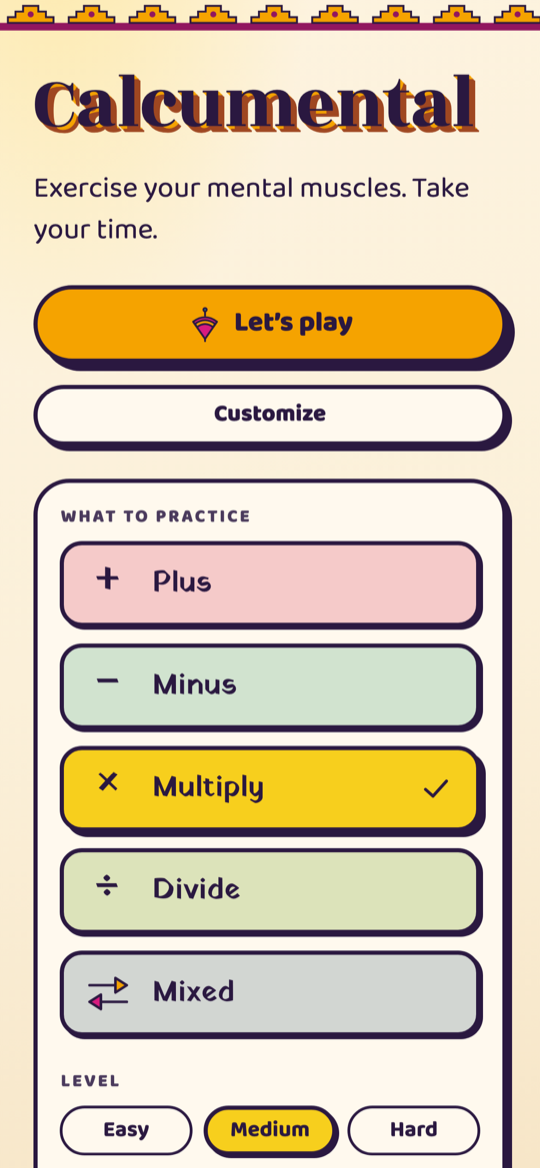 Calcumental
Exercise your mental muscles. Take
your time.
Let's play
Customize
WHAT TO PRACTICE
+ Plus
− Minus
× Multiply ✓
÷ Divide
Mixed
LEVEL
Easy Medium Hard